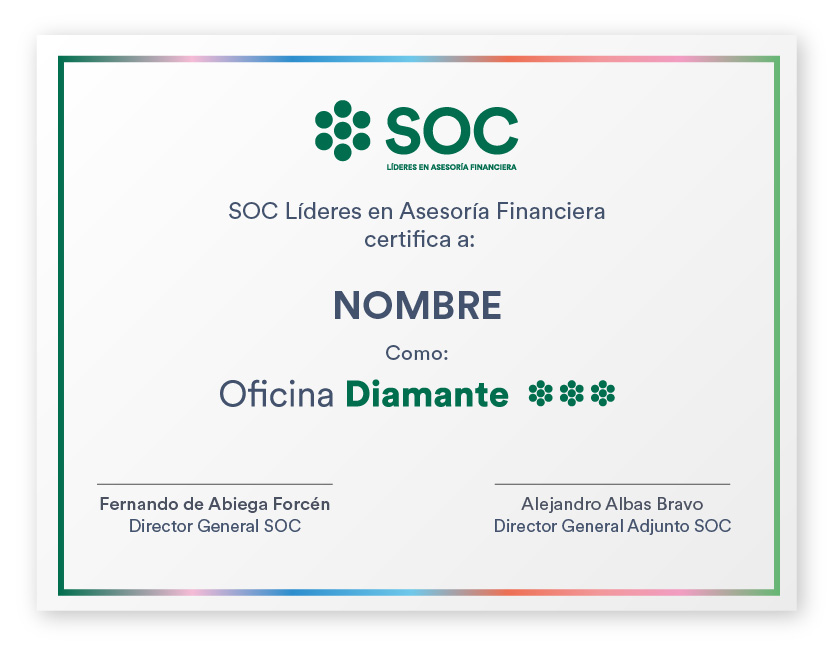 SOC
LÍDERES EN ASESORÍA FINANCIERA
SOC Líderes en Asesoría Financiera
certifica a:
NOMBRE
Como:
Oficina Diamante
Fernando de Abiega Forcén
Director General SOC
Alejandro Albas Bravo
Director General Adjunto SOC